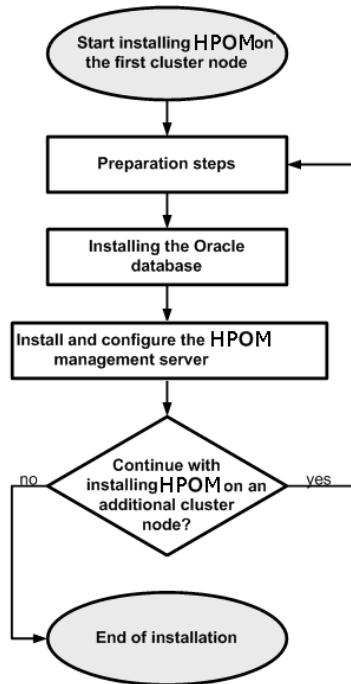 Start installing HPOM on
the first cluster node
Preparation steps
Installing the Oracle
database
Install and configure the HPOM
management server
Continue with
installing HPOM on an
additional cluster
node?
no
yes
End of installation